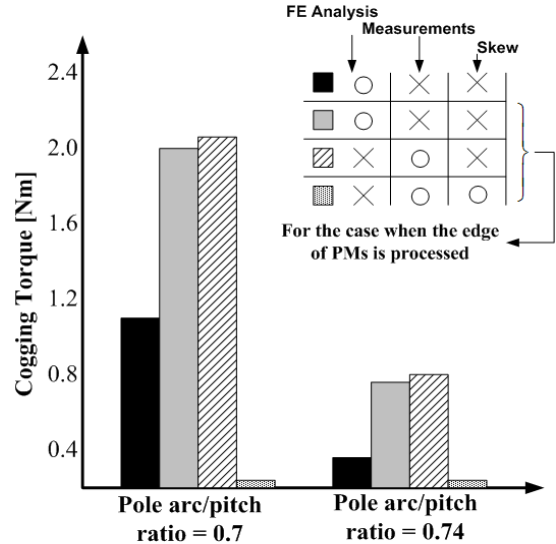 FE Analysis
Measurements
Skew
For the case when the edge
of PMs is processed
Cogging Torque [Nm]
2.4
2.0
1.6
1.2
0.8
0.4
Pole arc/pitch
ratio = 0.7
Pole arc/pitch
ratio = 0.74